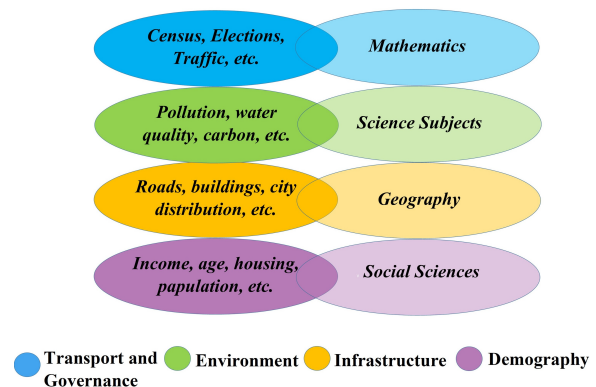 Census, Elections,
Traffic, etc.
Mathematics
Pollution, water
quality, carbon, etc.
Science Subjects
Roads, buildings, city
distribution, etc.
Geography
Income, age, housing,
papulation, etc.
Social Sciences
Transport and
Governance
Environment
Infrastructure
Demography